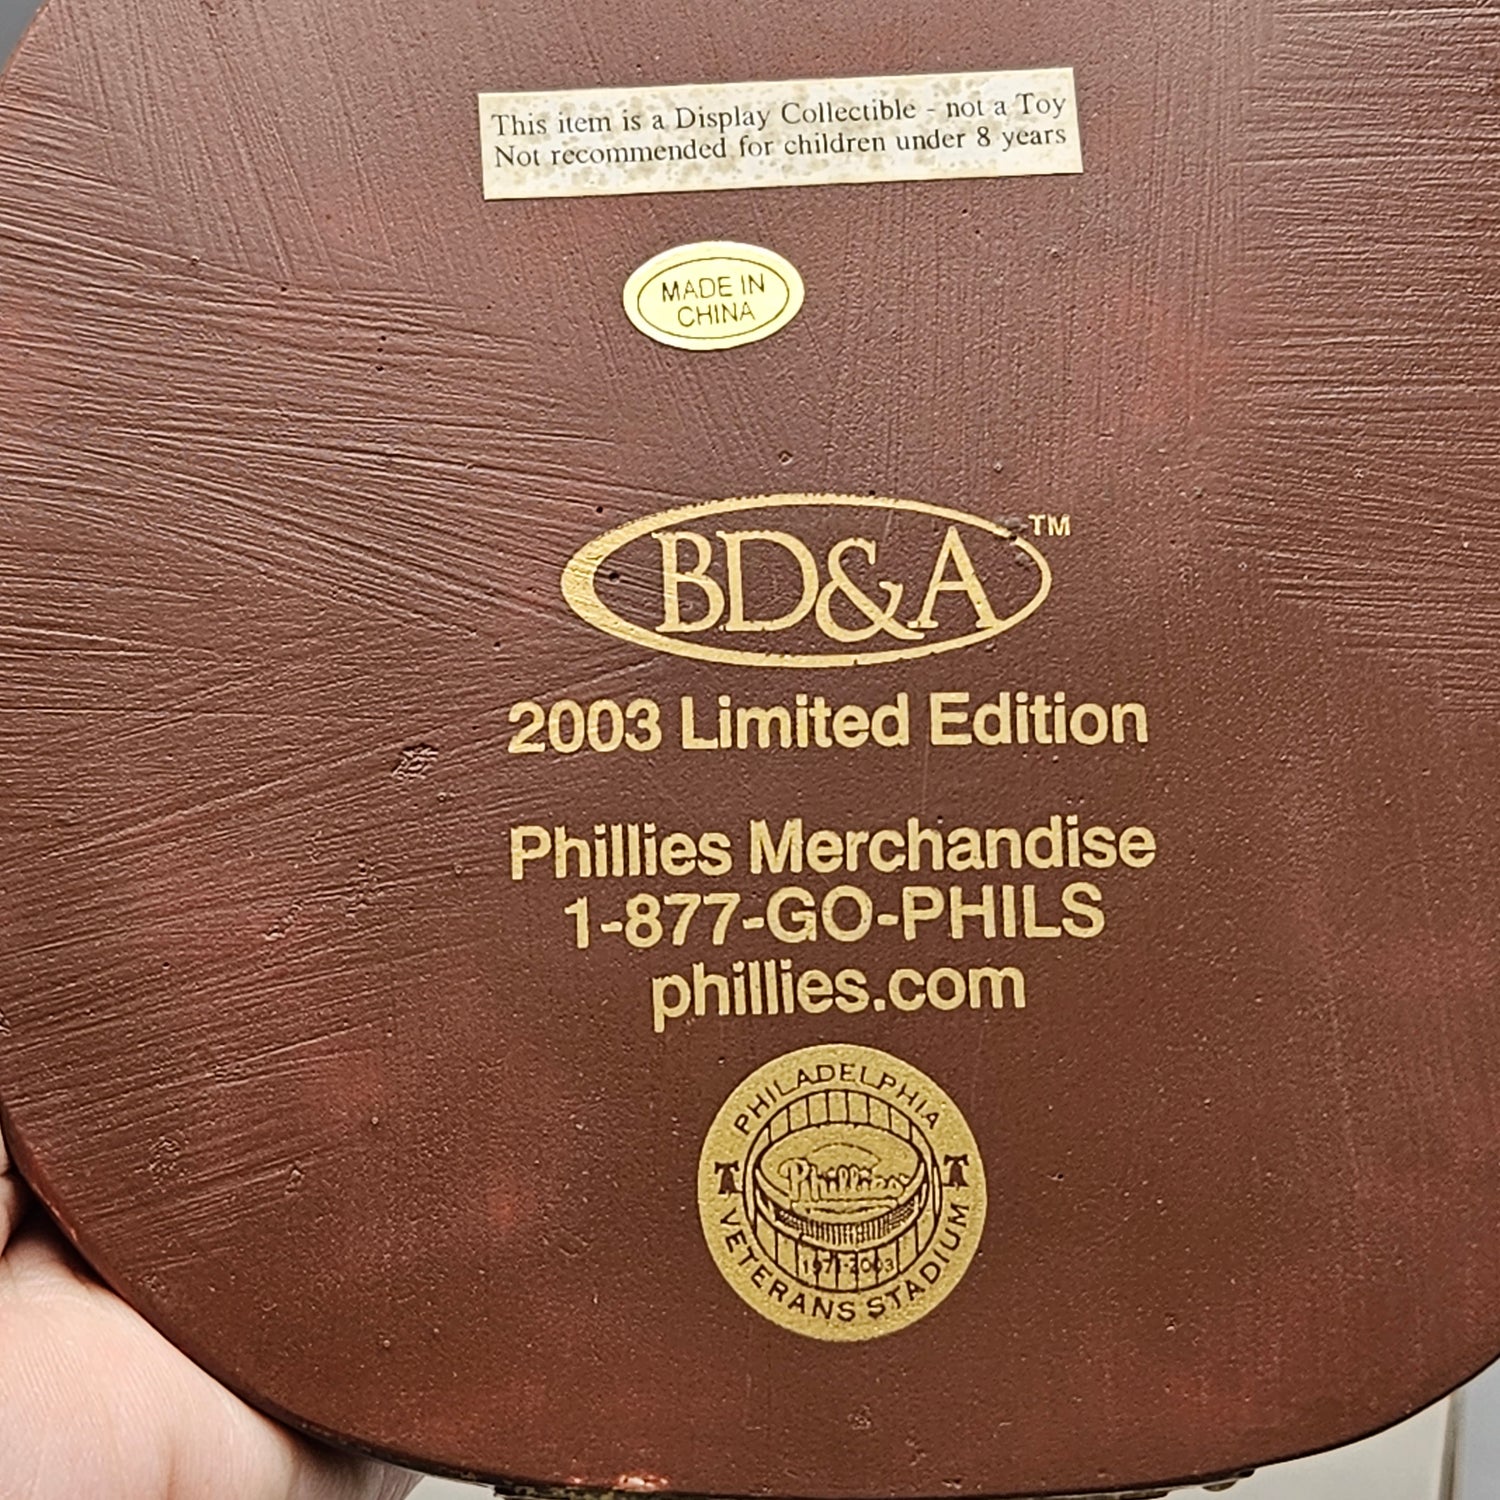 This item is a Display Collectible - not a Toy
Not recommended for children under 8 years
MADE IN
CHINA
BD&A™
2003 Limited Edition
Phillies Merchandise
1-877-GO-PHILS
phillies.com
PHILADELPHIA
Phillies
1971-2003
VETERANS STADIUM